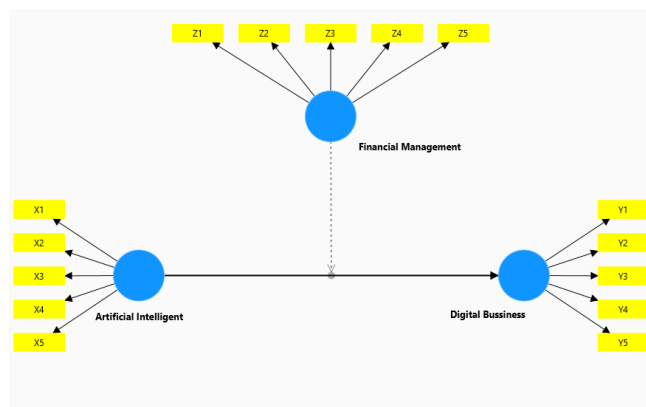 Z1 Z2 Z3 Z4 Z5
Financial Management
X1
X2
X3
X4
X5
Artificial Intelligent
Y1
Y2
Y3
Y4
Y5
Digital Bussiness